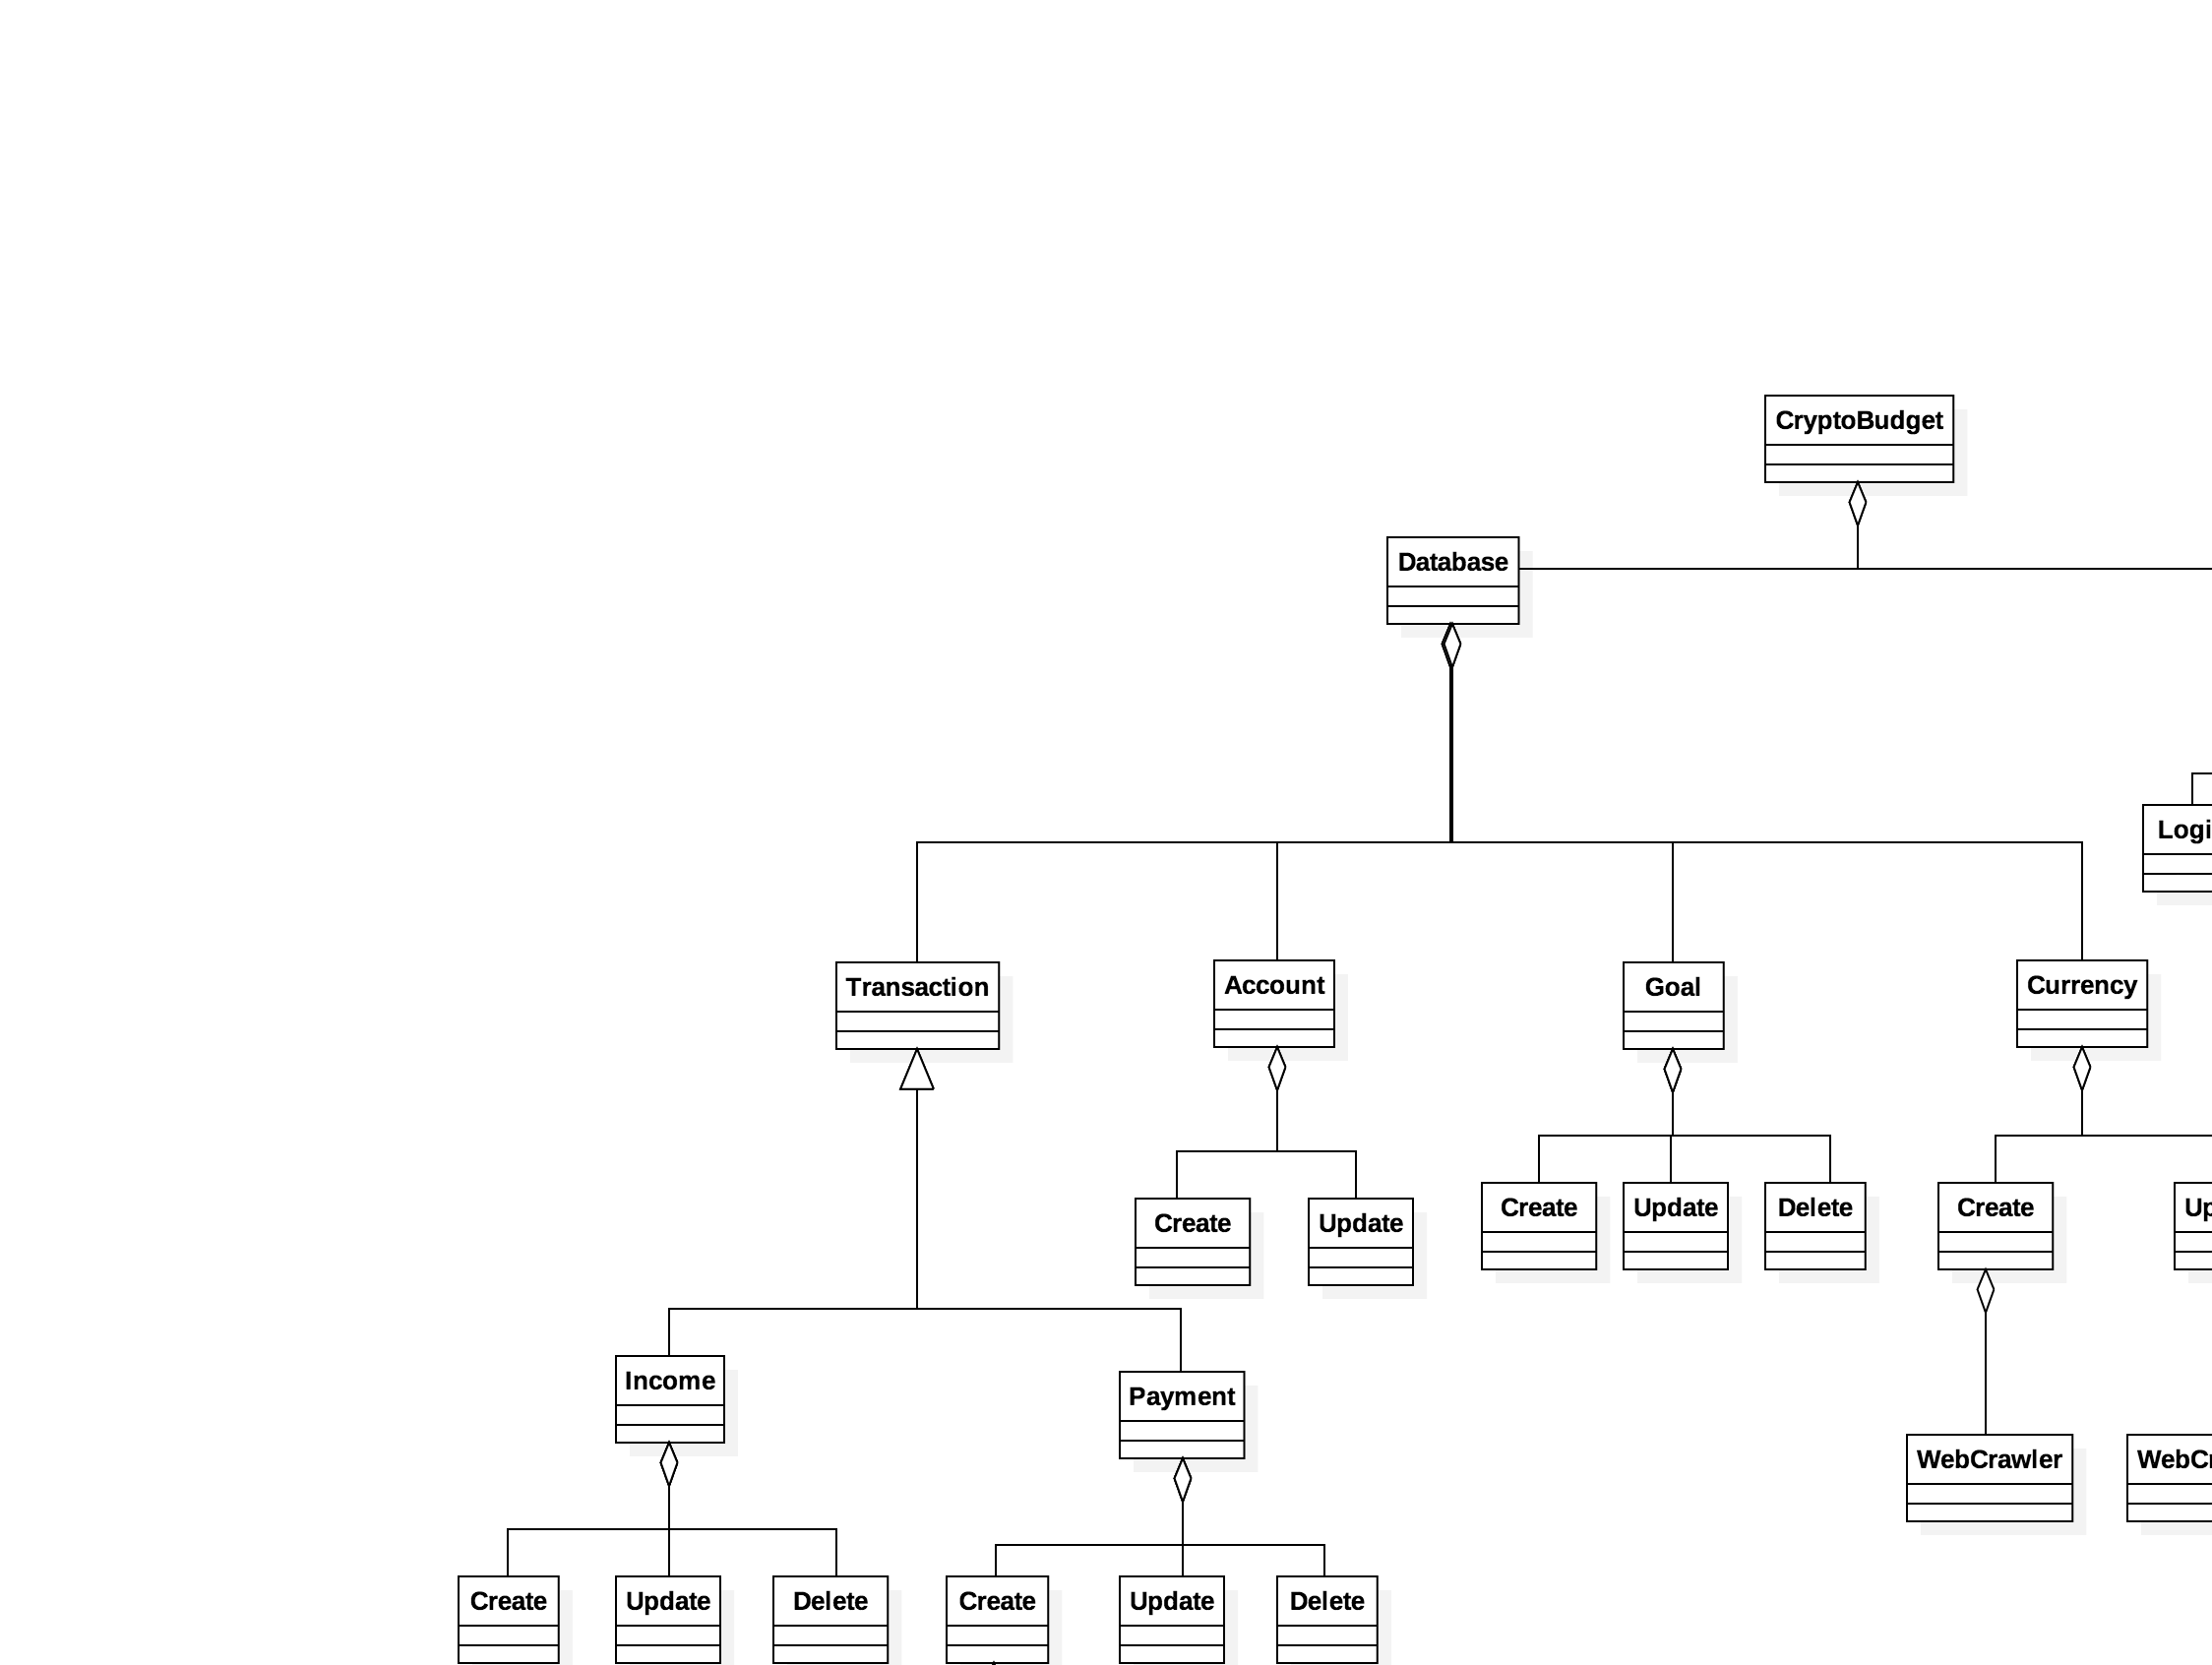 CryptoBudget
Database
Logi
Transaction
Account
Goal
Currency
Create
Update
Create
Update
Delete
Create
Up
Income
Payment
WebCrawler
WebCr
Create
Update
Delete
Create
Update
Delete